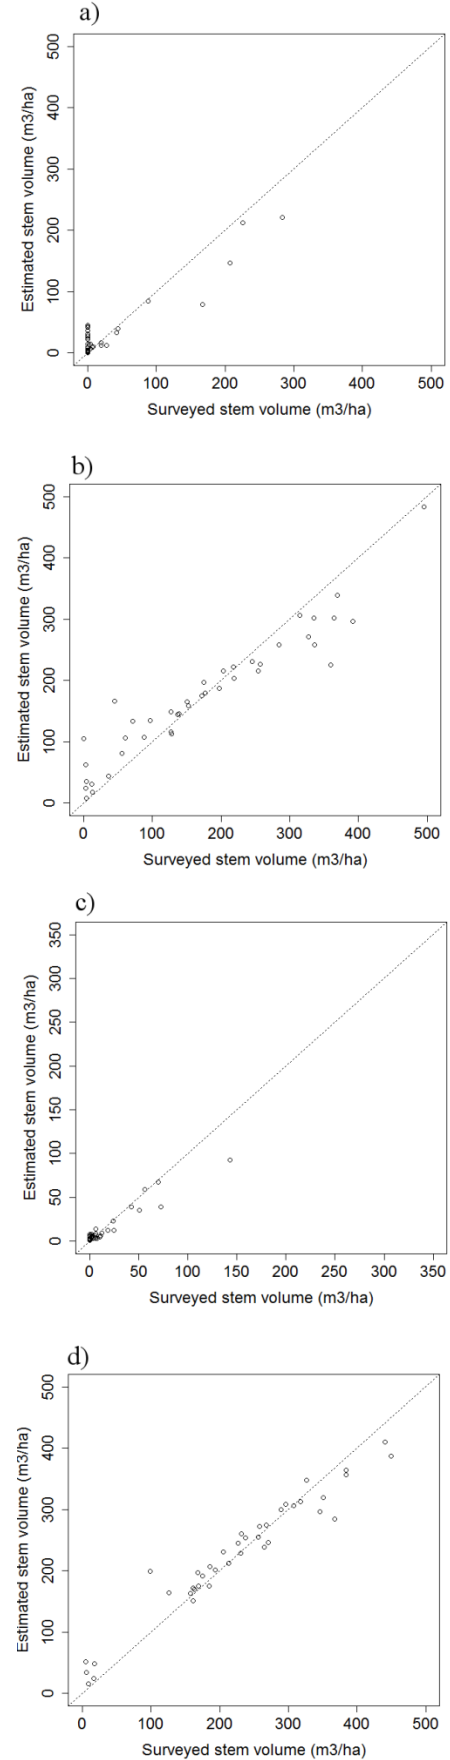 a)
500
400
300
200
100
0
Estimated stem volume (m3/ha)
0 100 200 300 400 500
Surveyed stem volume (m3/ha)
b)
500
400
300
200
100
0
Estimated stem volume (m3/ha)
0 100 200 300 400 500
Surveyed stem volume (m3/ha)
c)
350
300
250
200
150
100
50
0
Estimated stem volume (m3/ha)
0 50 100 150 200 250 300 350
Surveyed stem volume (m3/ha)
d)
500
400
300
200
100
0
Estimated stem volume (m3/ha)
0 100 200 300 400 500
Surveyed stem volume (m3/ha)